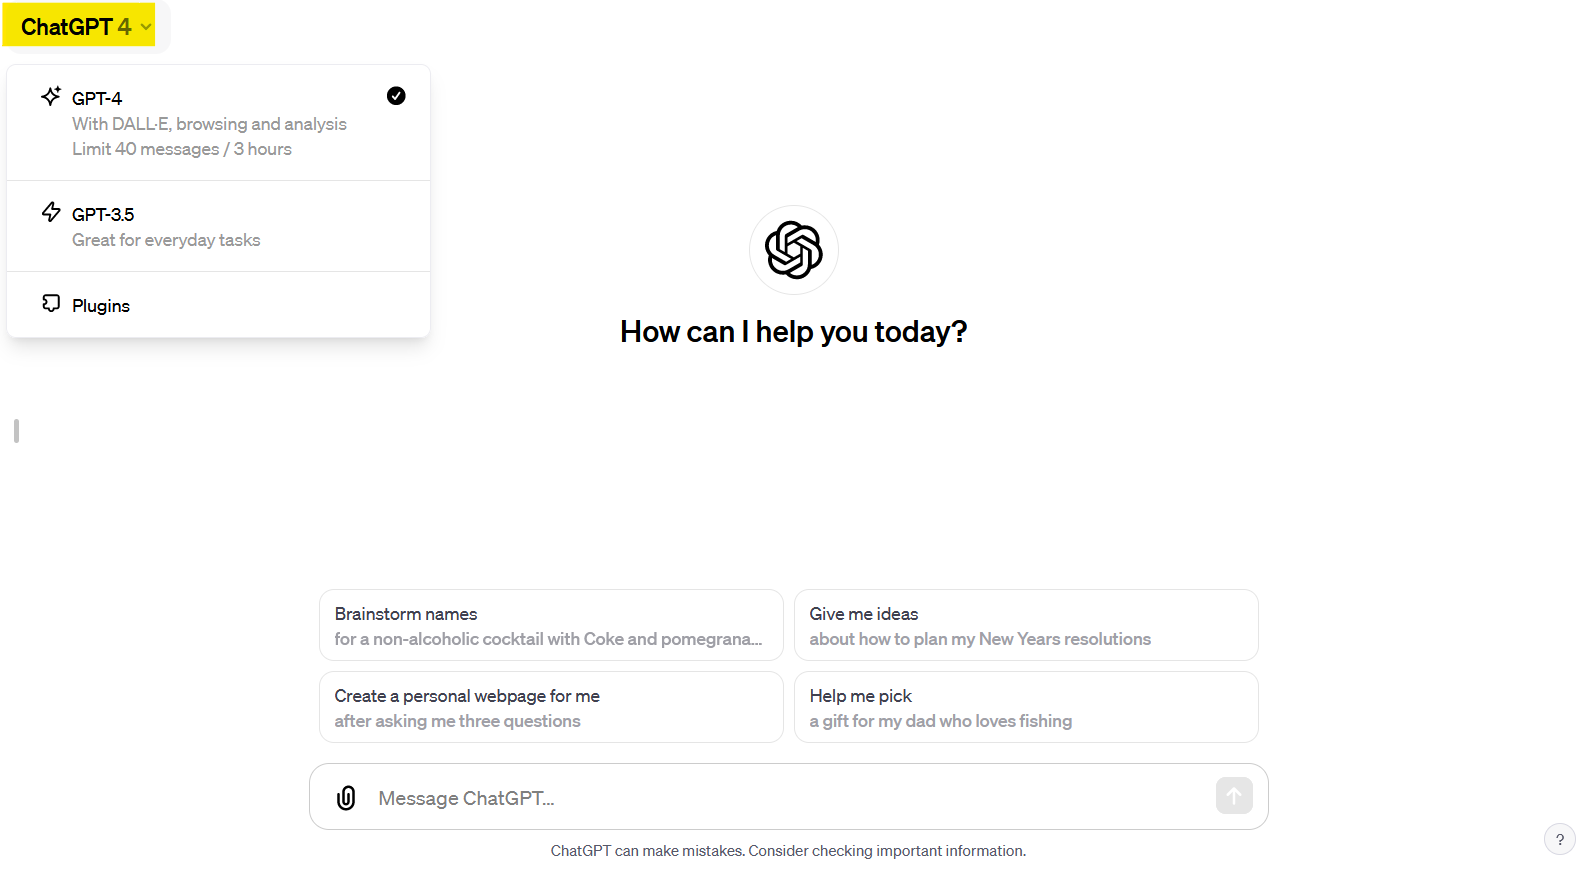 ChatGPT 4
GPT-4
With DALL·E, browsing and analysis
Limit 40 messages / 3 hours
GPT-3.5
Great for everyday tasks
Plugins
How can I help you today?
Brainstorm names
for a non-alcoholic cocktail with Coke and pomegrana...
Give me ideas
about how to plan my New Years resolutions
Create a personal webpage for me
after asking me three questions
Help me pick
a gift for my dad who loves fishing
Message ChatGPT...
ChatGPT can make mistakes. Consider checking important information.
?